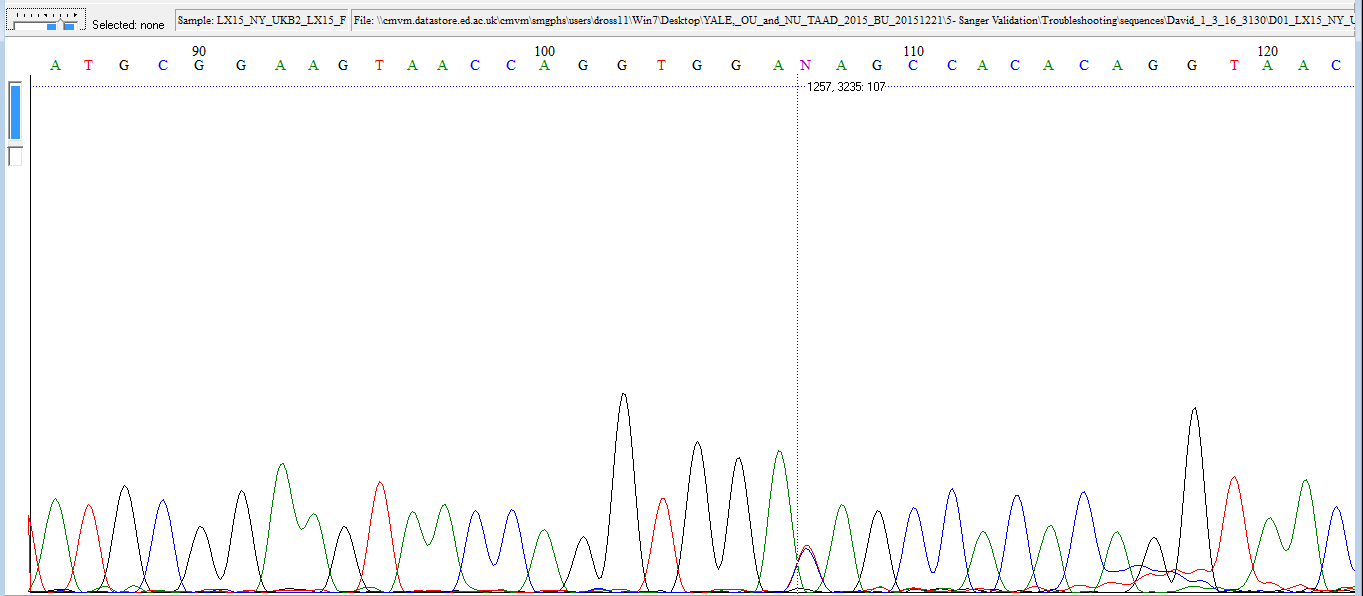 Selected: none Sample: LX15_NY_UKB2_LX15_F File: \\cmvm.datastore.ed.ac.uk\cmvm\smgphs\users\dross11\Win7\Desktop\YALE,_OU_and_NU_TAAD_2015_BU_20151221\5- Sanger Validation\Troubleshooting\sequences\David_1_3_16_3130\D01_LX15_NY_U
90 100 110 120
A T G C G G A A G T A A C C A G G T G G A N A G C C A C A C A G G T A A C
1257, 3235: 107